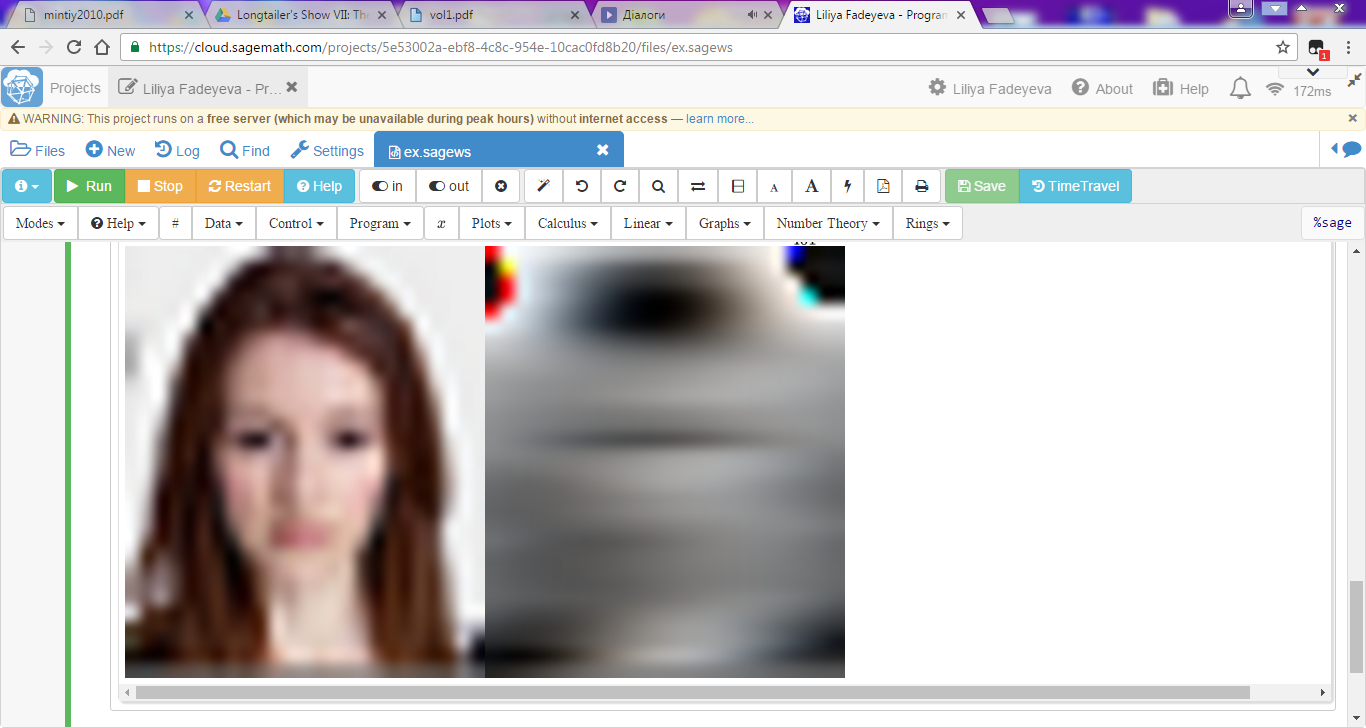 mintiy2010.pdf
Longtailer's Show VII: The
vol1.pdf
Діалоги
Liliya Fadeyeva - Program
https://cloud.sagemath.com/projects/5e53002a-ebf8-4c8c-954e-10cac0fd8b20/files/ex.sagews
1
Projects
Liliya Fadeyeva - Pr...
Liliya Fadeyeva
About
Help
172ms
WARNING: This project runs on a free server (which may be unavailable during peak hours) without internet access — learn more...
Files
New
Log
Find
Settings
ex.sagews
Run
Stop
Restart
Help
in
out
A
A
Save
TimeTravel
Modes
Help
#
Data
Control
Program
x
Plots
Calculus
Linear
Graphs
Number Theory
Rings
%sage